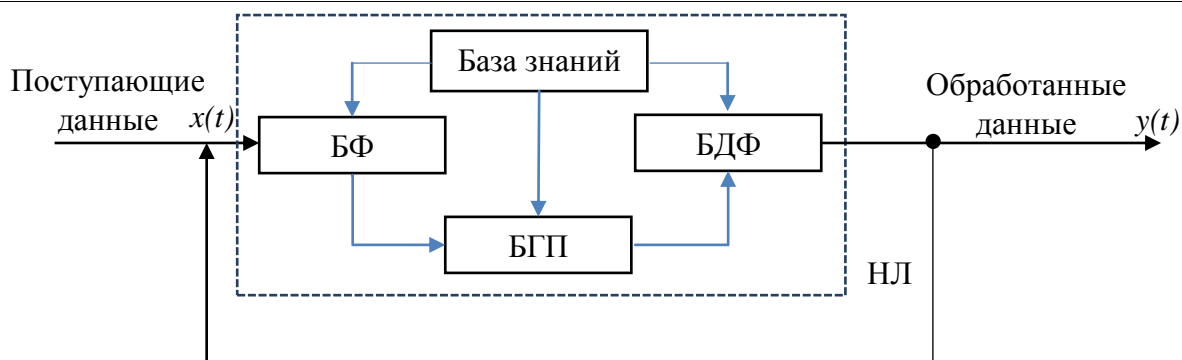 База знаний
Поступающие
данные x(t)
Обработанные
данные y(t)
БФ
БДФ
БГП
НЛ